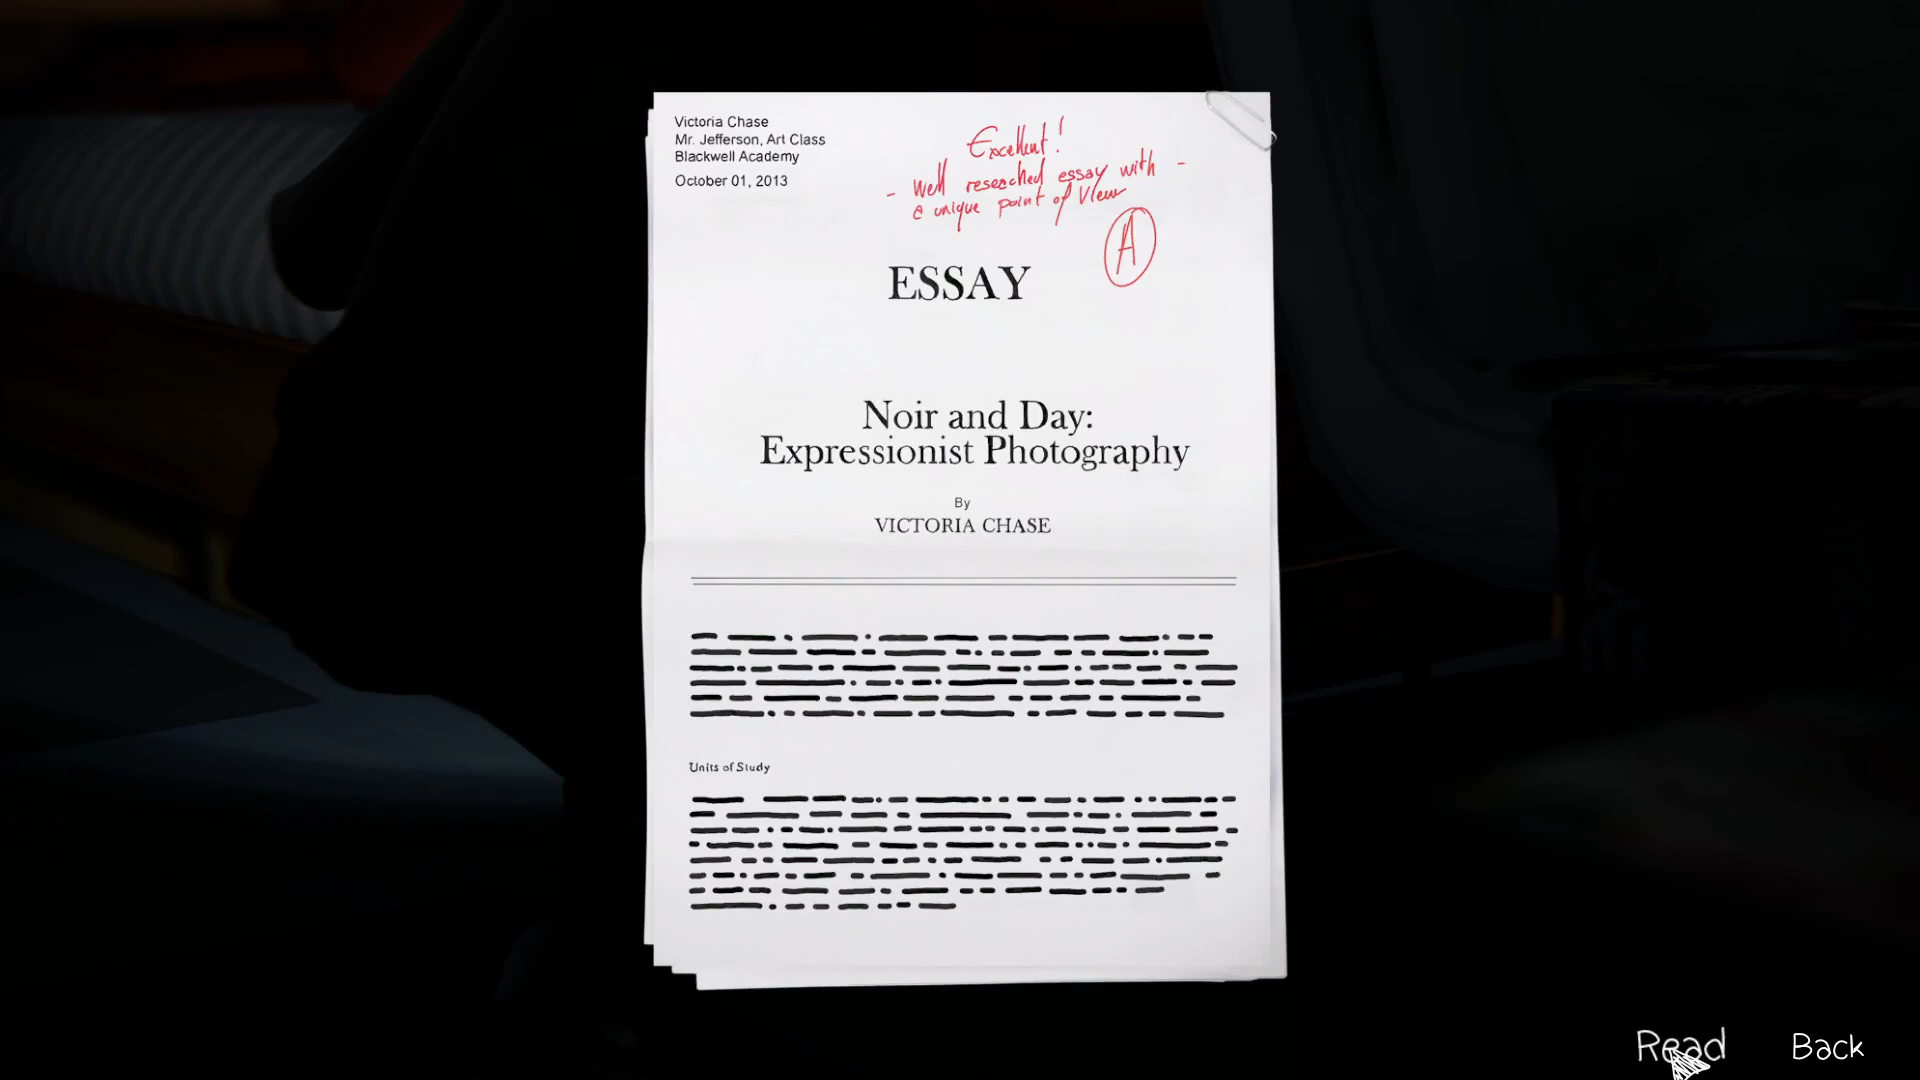 Victoria Chase
Mr. Jefferson, Art Class
Blackwell Academy
October 01, 2013
Excellent!
- Well reseached essay with -
a unique point of View
A
ESSAY
Noir and Day:
Expressionist Photography
By
VICTORIA CHASE
Units of Study
Read
Back